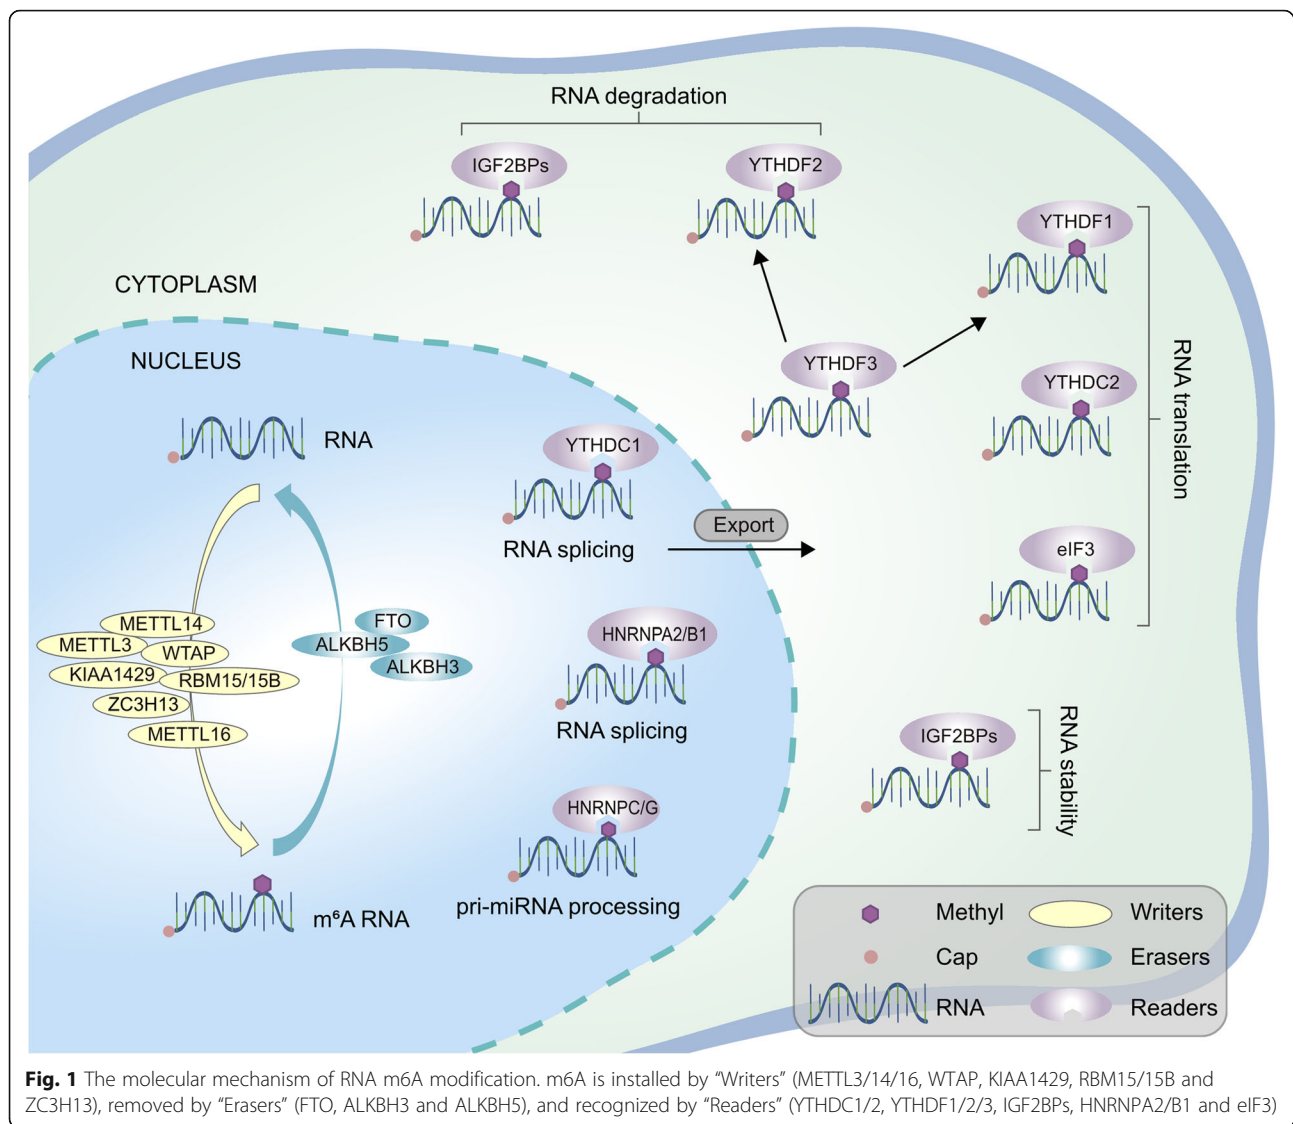 RNA degradation
IGF2BPs
YTHDF2
YTHDF1
CYTOPLASM
NUCLEUS
YTHDF3
YTHDC2
RNA translation
RNA
YTHDC1
RNA splicing
Export
eIF3
METTL14
METTL3
WTAP
KIAA1429
RBM15/15B
ZC3H13
METTL16
FTO
ALKBH5
ALKBH3
HNRNPA2/B1
RNA splicing
IGF2BPs
RNA stability
HNRNPC/G
pri-miRNA processing
m⁶A RNA
Methyl
Writers
Cap
Erasers
RNA
Readers
Fig. 1 The molecular mechanism of RNA m6A modification. m6A is installed by “Writers” (METTL3/14/16, WTAP, KIAA1429, RBM15/15B and
ZC3H13), removed by “Erasers” (FTO, ALKBH3 and ALKBH5), and recognized by “Readers” (YTHDC1/2, YTHDF1/2/3, IGF2BPs, HNRNPA2/B1 and eIF3)